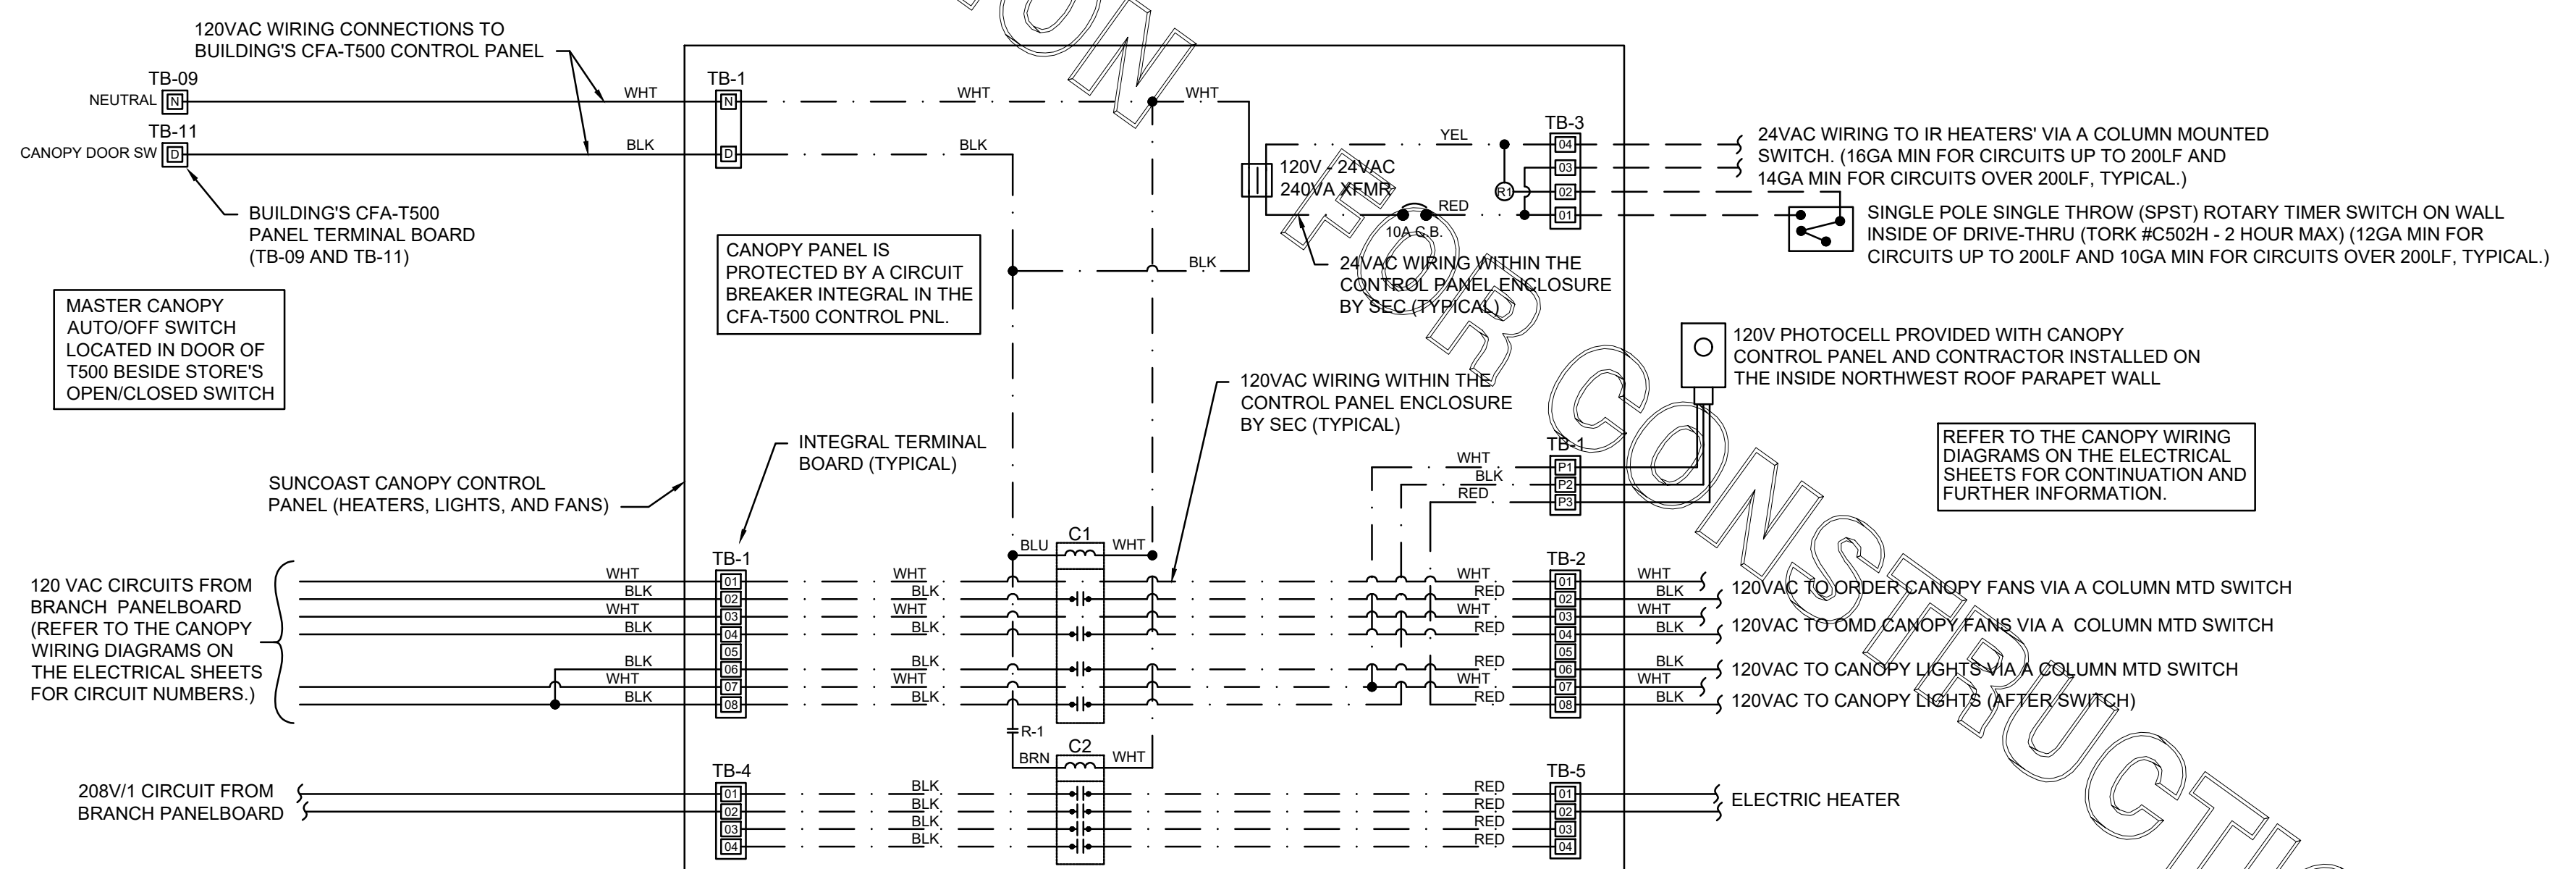 120VAC WIRING CONNECTIONS TO
BUILDING'S CFA-T500 CONTROL PANEL
TB-09
NEUTRAL N
WHT
TB-11
CANOPY DOOR SW D
BLK
BUILDING'S CFA-T500
PANEL TERMINAL BOARD
(TB-09 AND TB-11)
MASTER CANOPY
AUTO/OFF SWITCH
LOCATED IN DOOR OF
T500 BESIDE STORE'S
OPEN/CLOSED SWITCH
TB-1
N
D
WHT
WHT
BLK
CANOPY PANEL IS
PROTECTED BY A CIRCUIT
BREAKER INTEGRAL IN THE
CFA-T500 CONTROL PNL.
BLK
120V - 24VAC
240VA XFMR
YEL
R1
RED
10A C.B.
24VAC WIRING WITHIN THE
CONTROL PANEL ENCLOSURE
BY SEC (TYPICAL)
TB-3
04
03
02
01
24VAC WIRING TO IR HEATERS' VIA A COLUMN MOUNTED
SWITCH. (16GA MIN FOR CIRCUITS UP TO 200LF AND
14GA MIN FOR CIRCUITS OVER 200LF, TYPICAL.)
SINGLE POLE SINGLE THROW (SPST) ROTARY TIMER SWITCH ON WALL
INSIDE OF DRIVE-THRU (TORK #C502H - 2 HOUR MAX) (12GA MIN FOR
CIRCUITS UP TO 200LF AND 10GA MIN FOR CIRCUITS OVER 200LF, TYPICAL.)
120V PHOTOCELL PROVIDED WITH CANOPY
CONTROL PANEL AND CONTRACTOR INSTALLED ON
THE INSIDE NORTHWEST ROOF PARAPET WALL
REFER TO THE CANOPY WIRING
DIAGRAMS ON THE ELECTRICAL
SHEETS FOR CONTINUATION AND
FURTHER INFORMATION.
120VAC WIRING WITHIN THE
CONTROL PANEL ENCLOSURE
BY SEC (TYPICAL)
INTEGRAL TERMINAL
BOARD (TYPICAL)
SUNCOAST CANOPY CONTROL
PANEL (HEATERS, LIGHTS, AND FANS)
TB-1
WHT P1
BLK P2
RED P3
120 VAC CIRCUITS FROM
BRANCH PANELBOARD
(REFER TO THE CANOPY
WIRING DIAGRAMS ON
THE ELECTRICAL SHEETS
FOR CIRCUIT NUMBERS.)
TB-1
BLU C1 WHT
TB-2
WHT 01 WHT WHT 01 WHT
BLK 02 BLK RED 02 BLK
WHT 03 WHT WHT 03 WHT
BLK 04 BLK RED 04 BLK
05 05
BLK 06 BLK RED 06 BLK
WHT 07 WHT WHT 07 WHT
BLK 08 BLK RED 08 BLK
120VAC TO ORDER CANOPY FANS VIA A COLUMN MTD SWITCH
120VAC TO OMD CANOPY FANS VIA A COLUMN MTD SWITCH
120VAC TO CANOPY LIGHTS VIA A COLUMN MTD SWITCH
120VAC TO CANOPY LIGHTS (AFTER SWITCH)
R-1
BRN C2 WHT
208V/1 CIRCUIT FROM
BRANCH PANELBOARD
TB-4
TB-5
01 BLK RED 01
02 BLK RED 02
03 BLK RED 03
04 BLK RED 04
ELECTRIC HEATER
FOR CONSTRUCTIO